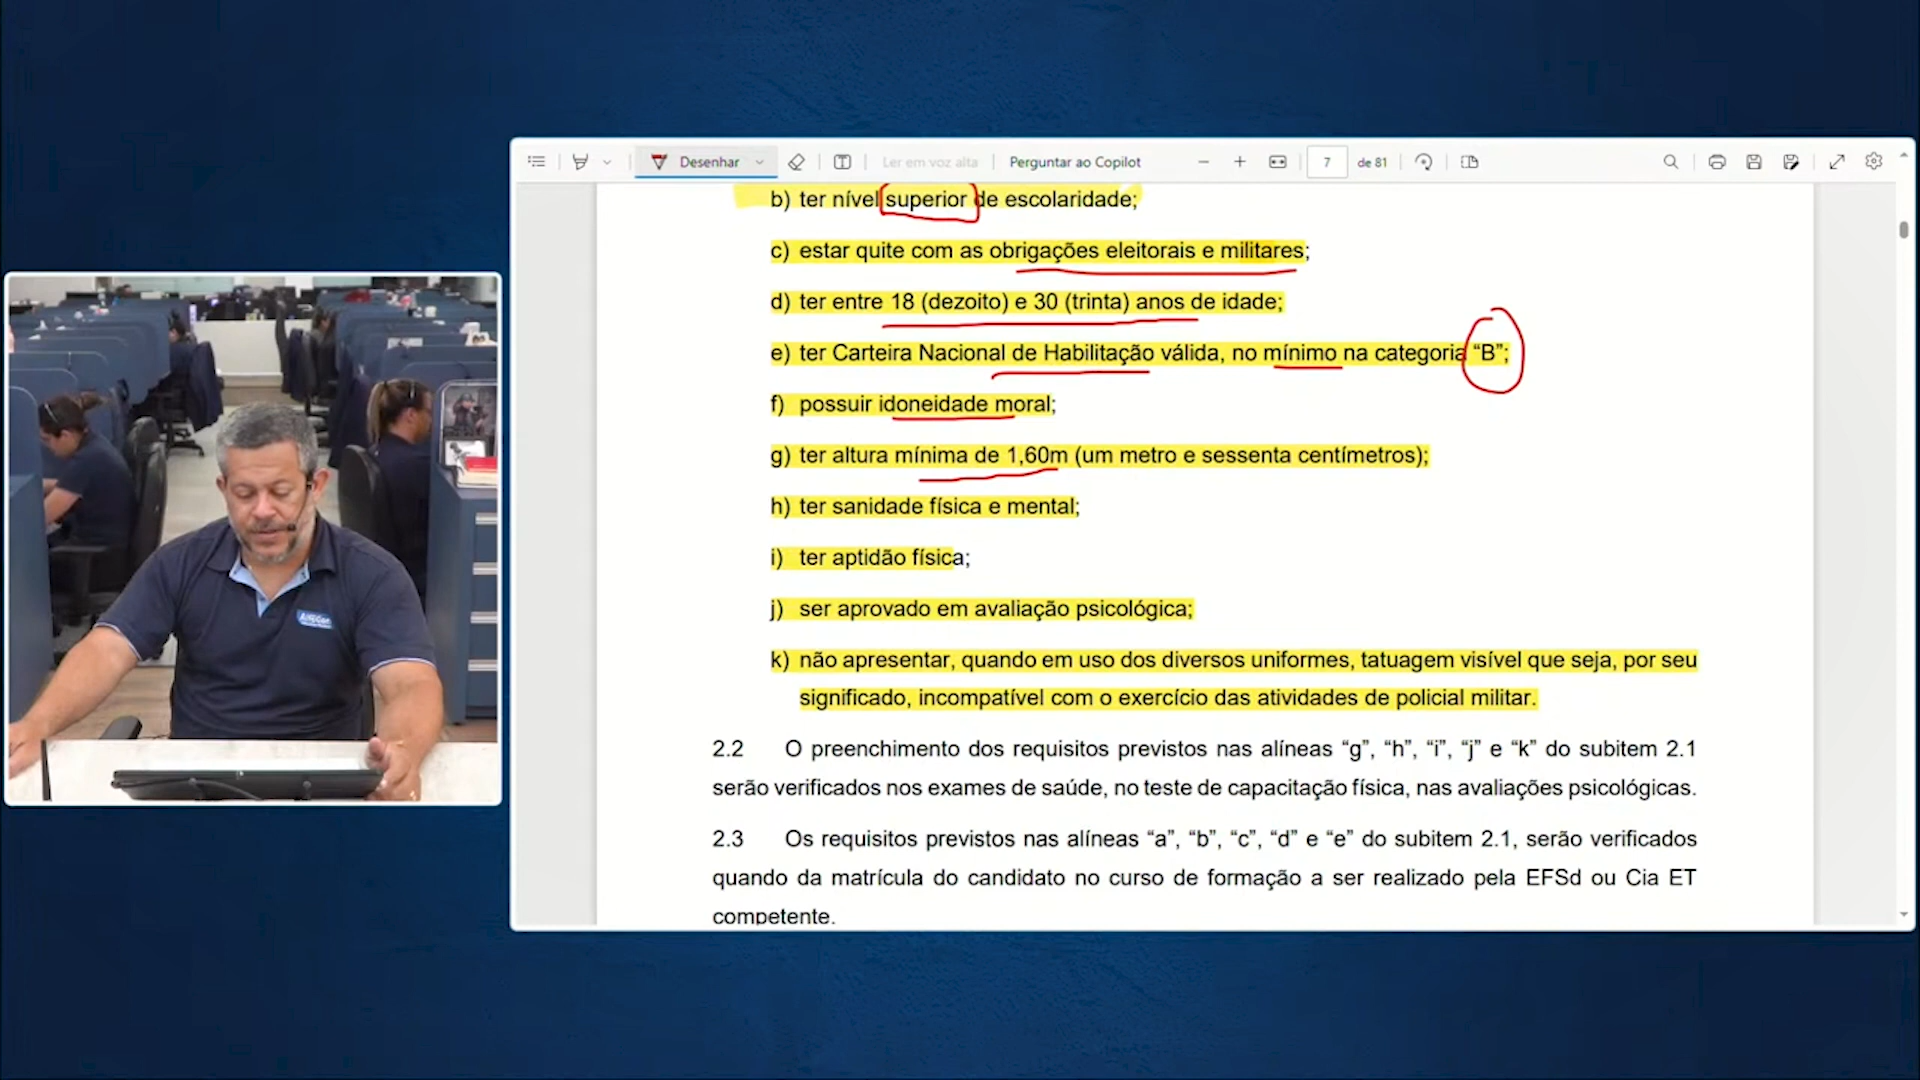 Desenhar
Ler em voz alta
Perguntar ao Copilot
7
de 81
b) ter nível superior de escolaridade;
c) estar quite com as obrigações eleitorais e militares;
d) ter entre 18 (dezoito) e 30 (trinta) anos de idade;
e) ter Carteira Nacional de Habilitação válida, no mínimo na categoria “B”;
f) possuir idoneidade moral;
g) ter altura mínima de 1,60m (um metro e sessenta centímetros);
h) ter sanidade física e mental;
i) ter aptidão física;
j) ser aprovado em avaliação psicológica;
k) não apresentar, quando em uso dos diversos uniformes, tatuagem visível que seja, por seu
significado, incompatível com o exercício das atividades de policial militar.
2.2 O preenchimento dos requisitos previstos nas alíneas “g”, “h”, “i”, “j” e “k” do subitem 2.1
serão verificados nos exames de saúde, no teste de capacitação física, nas avaliações psicológicas.
2.3 Os requisitos previstos nas alíneas “a”, “b”, “c”, “d” e “e” do subitem 2.1, serão verificados
quando da matrícula do candidato no curso de formação a ser realizado pela EFSd ou Cia ET
competente.
AlfaCon